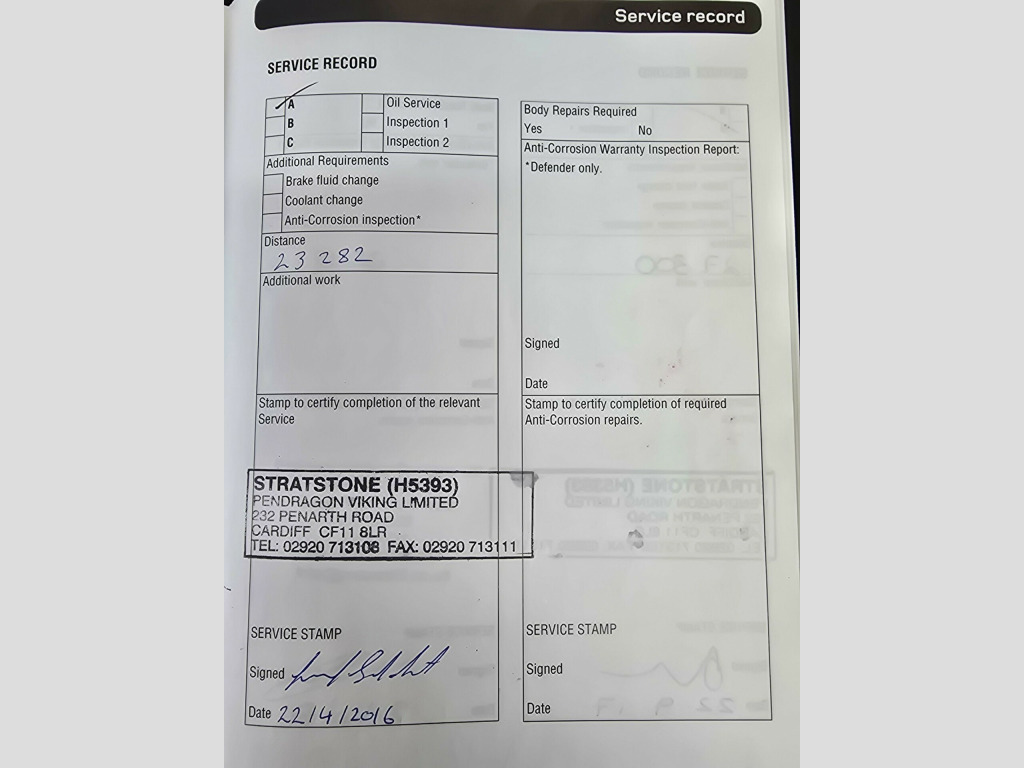 Service record
SERVICE RECORD
A
Oil Service
B
Inspection 1
C
Inspection 2
Additional Requirements
Brake fluid change
Coolant change
Anti-Corrosion inspection*
Distance
23 282
Additional work
Stamp to certify completion of the relevant
Service
STRATSTONE (H5393)
PENDRAGON VIKING LIMITED
232 PENARTH ROAD
CARDIFF CF11 8LR
TEL: 02920 713108 FAX: 02920 713111
SERVICE STAMP
Signed
Date 22/4/2016
Body Repairs Required
Yes No
Anti-Corrosion Warranty Inspection Report:
*Defender only.
Signed
Date
Stamp to certify completion of required
Anti-Corrosion repairs.
SERVICE STAMP
Signed
Date